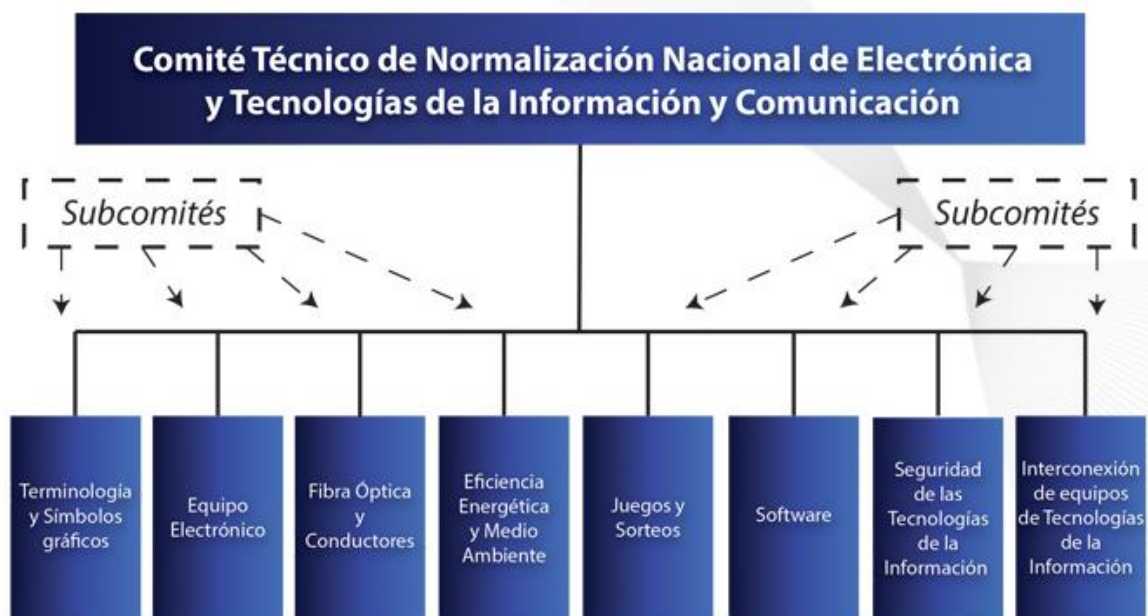 Comité Técnico de Normalización Nacional de Electrónica
y Tecnologías de la Información y Comunicación
Subcomités
Subcomités
Terminología
y Símbolos
gráficos
Equipo
Electrónico
Fibra Óptica
y
Conductores
Eficiencia
Energética
y Medio
Ambiente
Juegos y
Sorteos
Software
Seguridad
de las
Tecnologías
de la
Información
Interconexión
de equipos
de Tecnologías
de la
Información